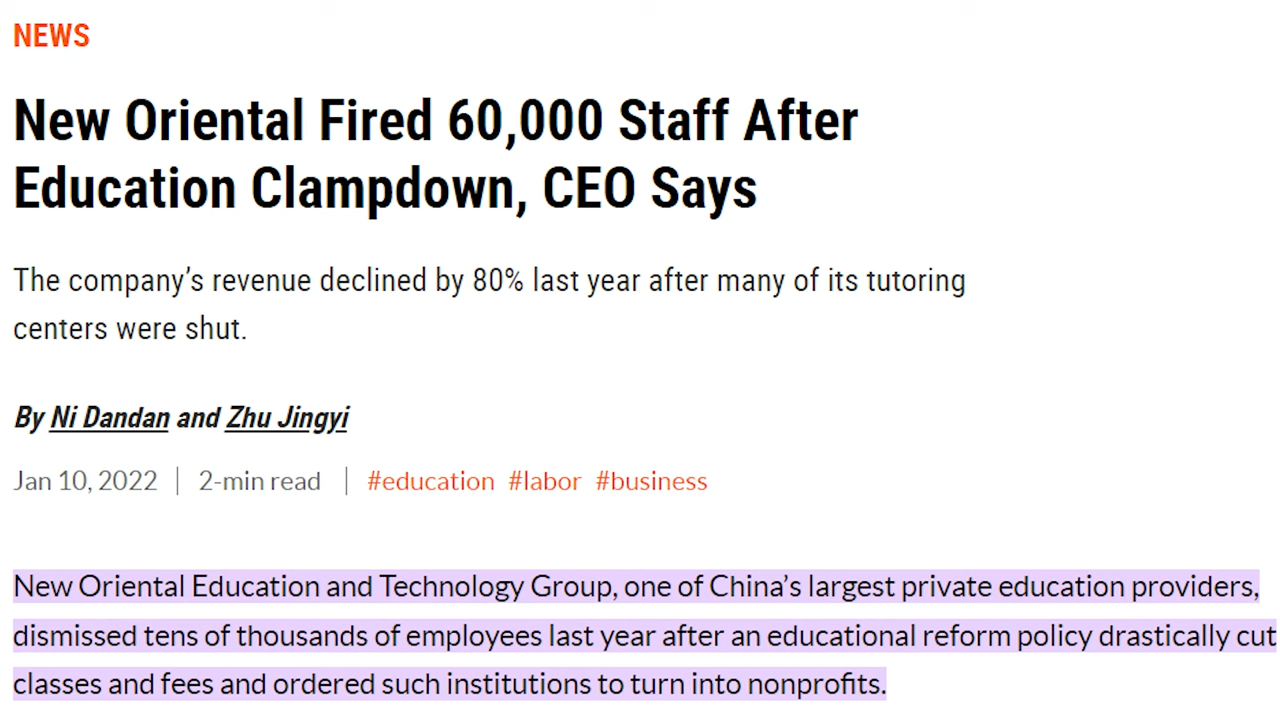 NEWS
New Oriental Fired 60,000 Staff After
Education Clampdown, CEO Says
The company’s revenue declined by 80% last year after many of its tutoring
centers were shut.
By Ni Dandan and Zhu Jingyi
Jan 10, 2022 | 2-min read | #education #labor #business
New Oriental Education and Technology Group, one of China’s largest private education providers,
dismissed tens of thousands of employees last year after an educational reform policy drastically cut
classes and fees and ordered such institutions to turn into nonprofits.